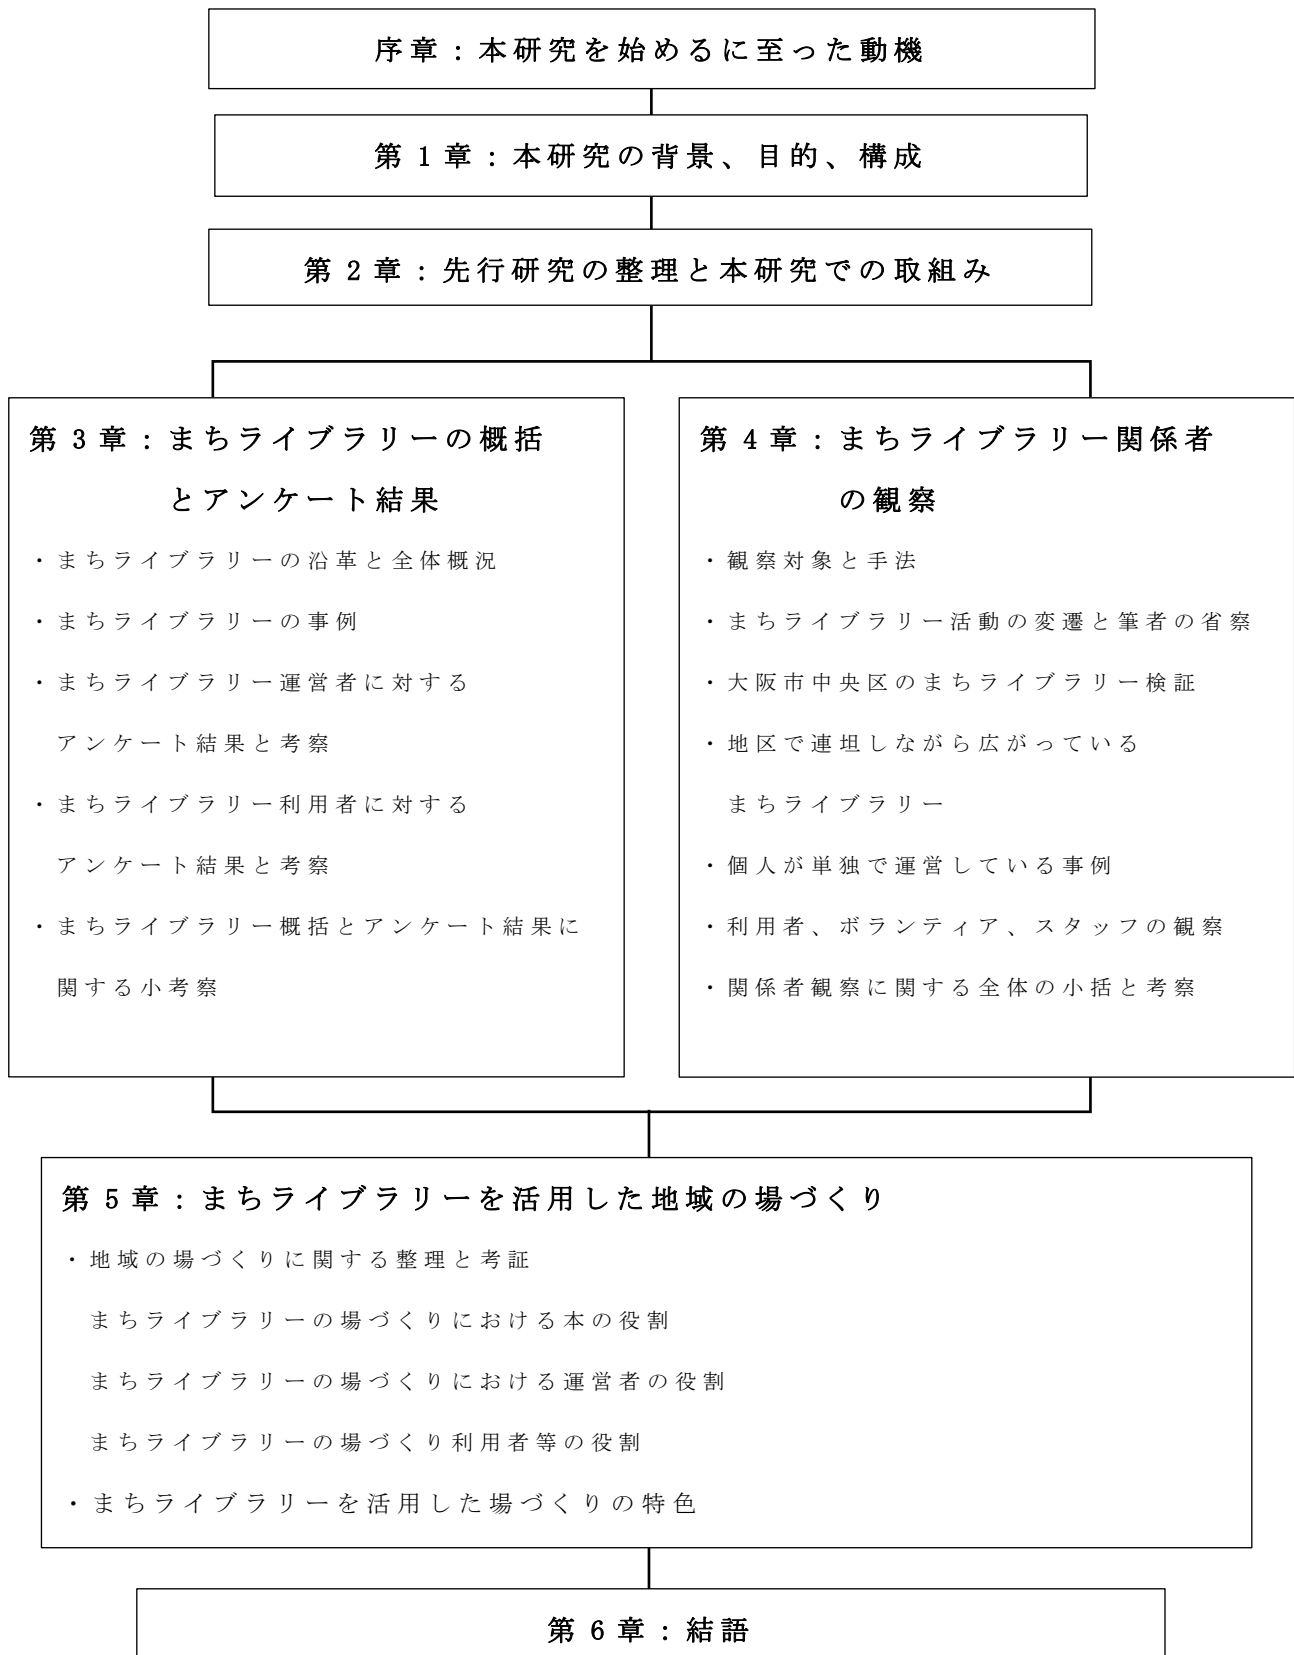 序章：本研究を始めるに至った動機
第1章：本研究の背景、目的、構成
第2章：先行研究の整理と本研究での取組み
第3章：まちライブラリーの概括
とアンケート結果
・まちライブラリーの沿革と全体概況
・まちライブラリーの事例
・まちライブラリー運営者に対する
アンケート結果と考察
・まちライブラリー利用者に対する
アンケート結果と考察
・まちライブラリー概括とアンケート結果に
関する小考察
第4章：まちライブラリー関係者
の観察
・観察対象と手法
・まちライブラリー活動の変遷と筆者の省察
・大阪市中央区のまちライブラリー検証
・地区で連坦しながら広がっている
まちライブラリー
・個人が単独で運営している事例
・利用者、ボランティア、スタッフの観察
・関係者観察に関する全体の小括と考察
第5章：まちライブラリーを活用した地域の場づくり
・地域の場づくりに関する整理と考証
まちライブラリーの場づくりにおける本の役割
まちライブラリーの場づくりにおける運営者の役割
まちライブラリーの場づくり利用者等の役割
・まちライブラリーを活用した場づくりの特色
第6章：結語